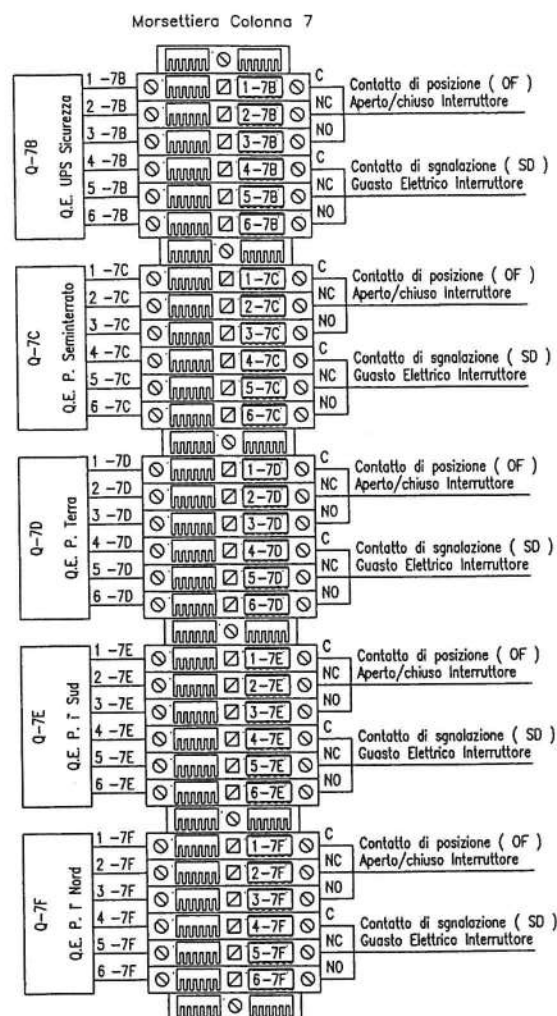 Morsettiera Colonna 7
Q-7B
Q.E. UPS Sicurezza
1 -7B 1-7B C Contatto di posizione ( OF )
2 -7B 2-7B NC Aperto/chiuso Interruttore
3 -7B 3-7B NO
4 -7B 4-7B C Contatto di sgnalazione ( SD )
5 -7B 5-7B NC Guasto Elettrico Interruttore
6 -7B 6-7B NO
Q-7C
Q.E. P. Seminterrato
1 -7C 1-7C C Contatto di posizione ( OF )
2 -7C 2-7C NC Aperto/chiuso Interruttore
3 -7C 3-7C NO
4 -7C 4-7C C Contatto di sgnalazione ( SD )
5 -7C 5-7C NC Guasto Elettrico Interruttore
6 -7C 6-7C NO
Q-7D
Q.E. P. Terra
1 -7D 1-7D C Contatto di posizione ( OF )
2 -7D 2-7D NC Aperto/chiuso Interruttore
3 -7D 3-7D NO
4 -7D 4-7D C Contatto di sgnalazione ( SD )
5 -7D 5-7D NC Guasto Elettrico Interruttore
6 -7D 6-7D NO
Q-7E
Q.E. P. 1° Sud
1 -7E 1-7E C Contatto di posizione ( OF )
2 -7E 2-7E NC Aperto/chiuso Interruttore
3 -7E 3-7E NO
4 -7E 4-7E C Contatto di sgnalazione ( SD )
5 -7E 5-7E NC Guasto Elettrico Interruttore
6 -7E 6-7E NO
Q-7F
Q.E. P. 1° Nord
1 -7F 1-7F C Contatto di posizione ( OF )
2 -7F 2-7F NC Aperto/chiuso Interruttore
3 -7F 3-7F NO
4 -7F 4-7F C Contatto di sgnalazione ( SD )
5 -7F 5-7F NC Guasto Elettrico Interruttore
6 -7F 6-7F NO